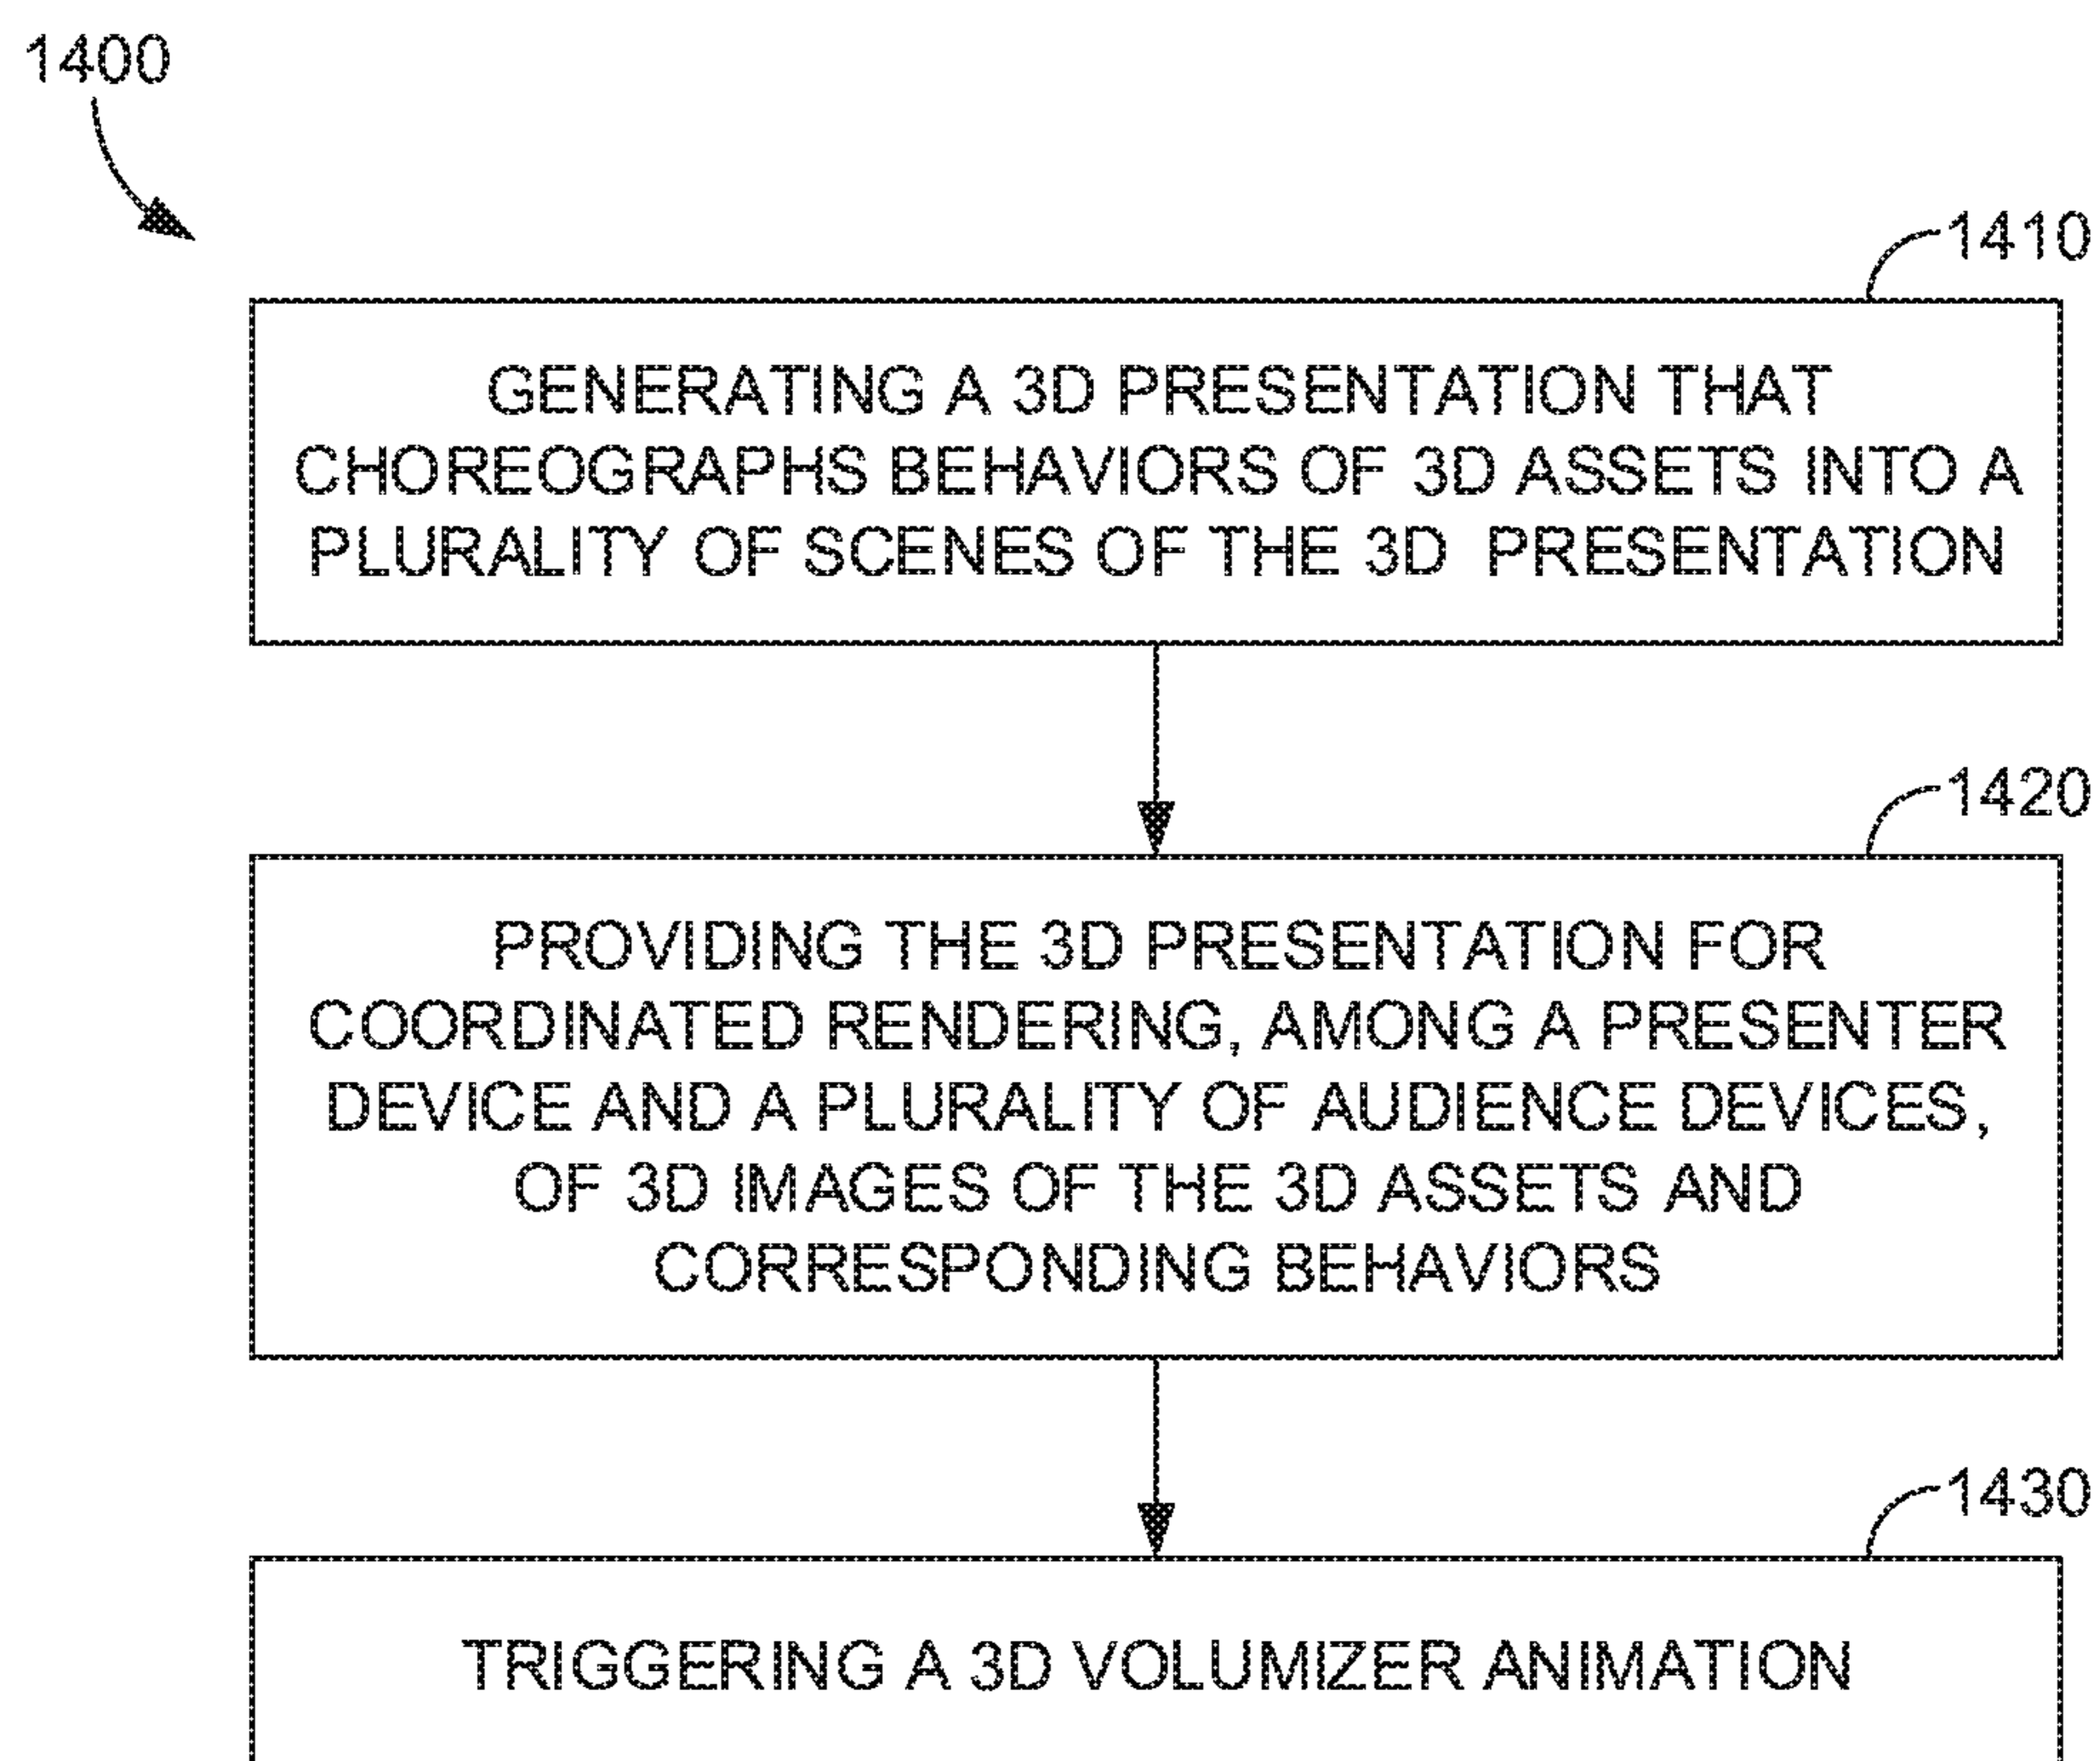 1400
1410
GENERATING A 3D PRESENTATION THAT
CHOREOGRAPHS BEHAVIORS OF 3D ASSETS INTO A
PLURALITY OF SCENES OF THE 3D PRESENTATION
1420
PROVIDING THE 3D PRESENTATION FOR
COORDINATED RENDERING, AMONG A PRESENTER
DEVICE AND A PLURALITY OF AUDIENCE DEVICES,
OF 3D IMAGES OF THE 3D ASSETS AND
CORRESPONDING BEHAVIORS
1430
TRIGGERING A 3D VOLUMIZER ANIMATION